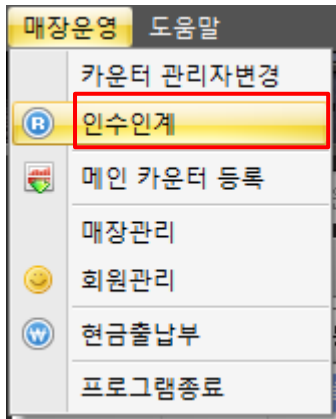 매장운영 도움말
카운터 관리자변경
인수인계
메인 카운터 등록
매장관리
회원관리
현금출납부
프로그램종료